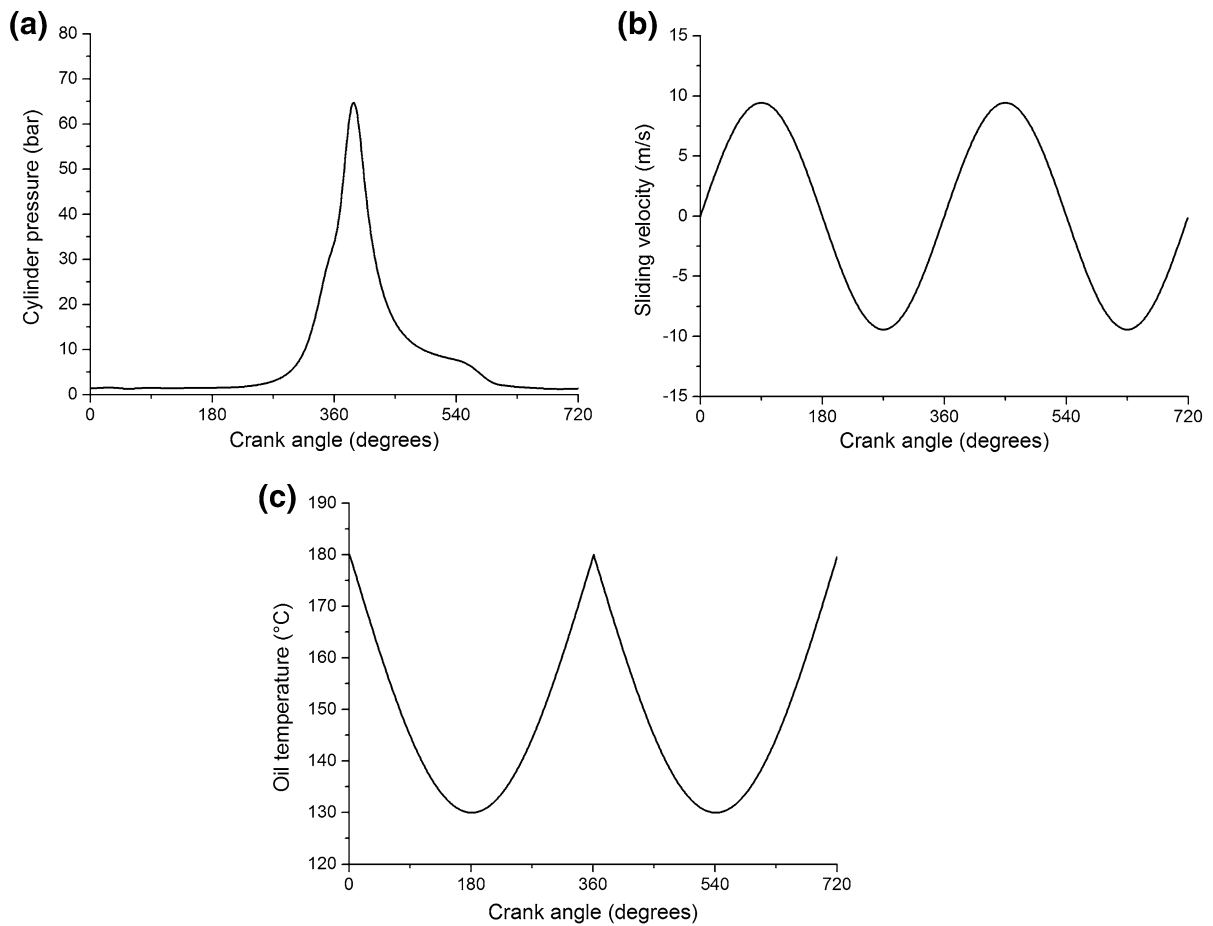 (a)
80
70
60
50
40
30
20
10
0
Cylinder pressure (bar)
0 180 360 540 720
Crank angle (degrees)
(b)
15
10
5
0
-5
-10
-15
Sliding velocity (m/s)
0 180 360 540 720
Crank angle (degrees)
(c)
190
180
170
160
150
140
130
120
Oil temperature (°C)
0 180 360 540 720
Crank angle (degrees)